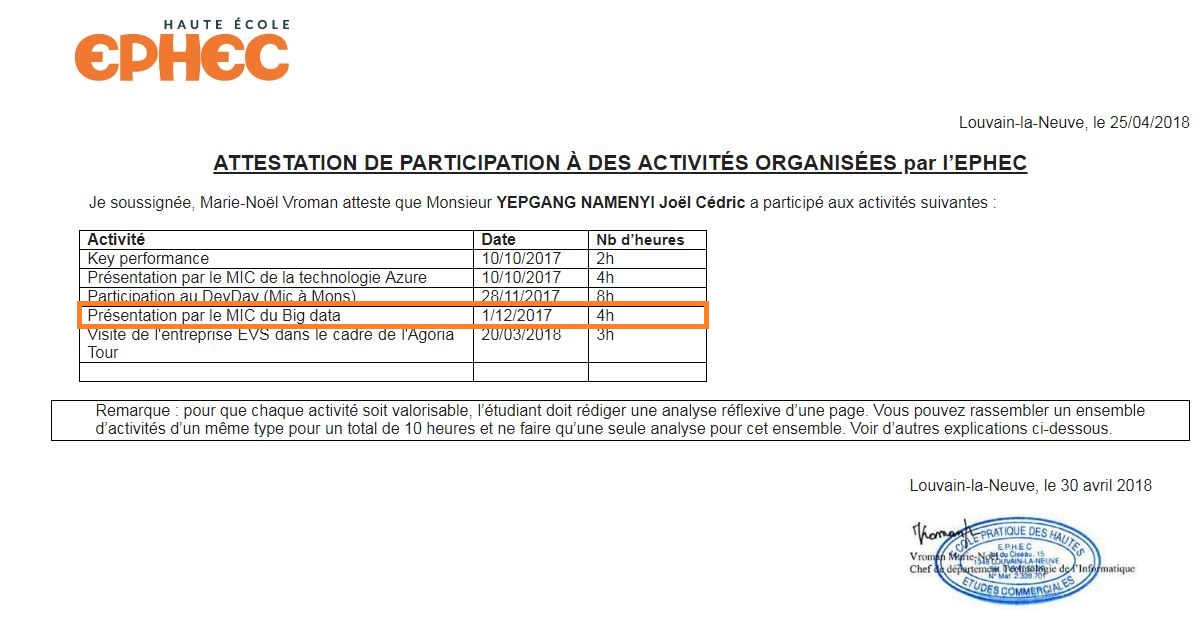 HAUTE ÉCOLE
EPHEC
Louvain-la-Neuve, le 25/04/2018
ATTESTATION DE PARTICIPATION À DES ACTIVITÉS ORGANISÉES par l'EPHEC
Je soussignée, Marie-Noël Vroman atteste que Monsieur YEPGANG NAMENYI Joël Cédric a participé aux activités suivantes :
Activité Date Nb d'heures
Key performance 10/10/2017 2h
Présentation par le MIC de la technologie Azure 10/10/2017 4h
Participation au DevDay (Mic à Mons) 28/11/2017 8h
Présentation par le MIC du Big data 1/12/2017 4h
Visite de l'entreprise EVS dans le cadre de l'Agoria 20/03/2018 3h
Tour
Remarque : pour que chaque activité soit valorisable, l'étudiant doit rédiger une analyse réflexive d'une page. Vous pouvez rassembler un ensemble
d'activités d'un même type pour un total de 10 heures et ne faire qu'une seule analyse pour cet ensemble. Voir d'autres explications ci-dessous.
Louvain-la-Neuve, le 30 avril 2018
Vroman
ÉCOLE PRATIQUE DES HAUTES
E.P.H.E.C
du Ciseau, 15
1348 LOUVAIN-LA-NEUVE
N° Mat. 2.339.701
ÉTUDES COMMERCIALES
Vroman Marie-Noël
Chef de département Technologie de l'Informatique